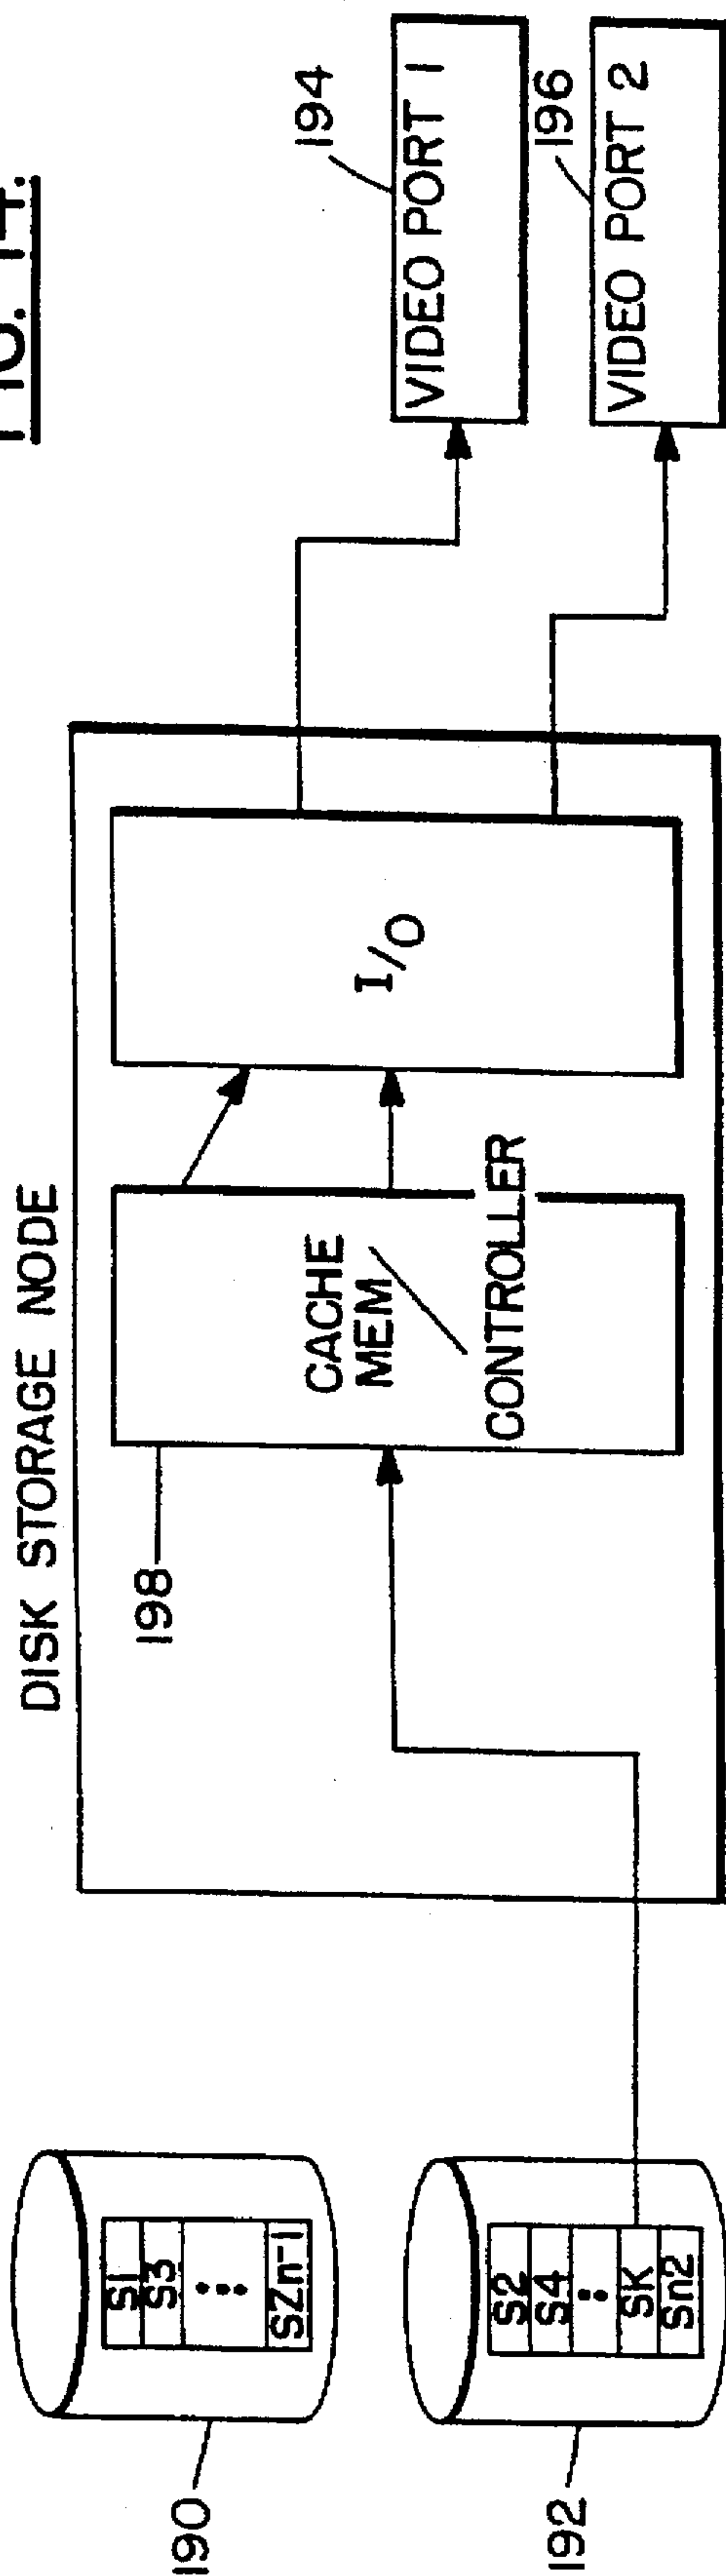 FIG. 14.
DISK STORAGE NODE
190
S1
S3
SZn-1
192
S2
S4
SK
Sn2
198
CACHE
MEM
/
CONTROLLER
I/O
194
VIDEO PORT 1
196
VIDEO PORT 2